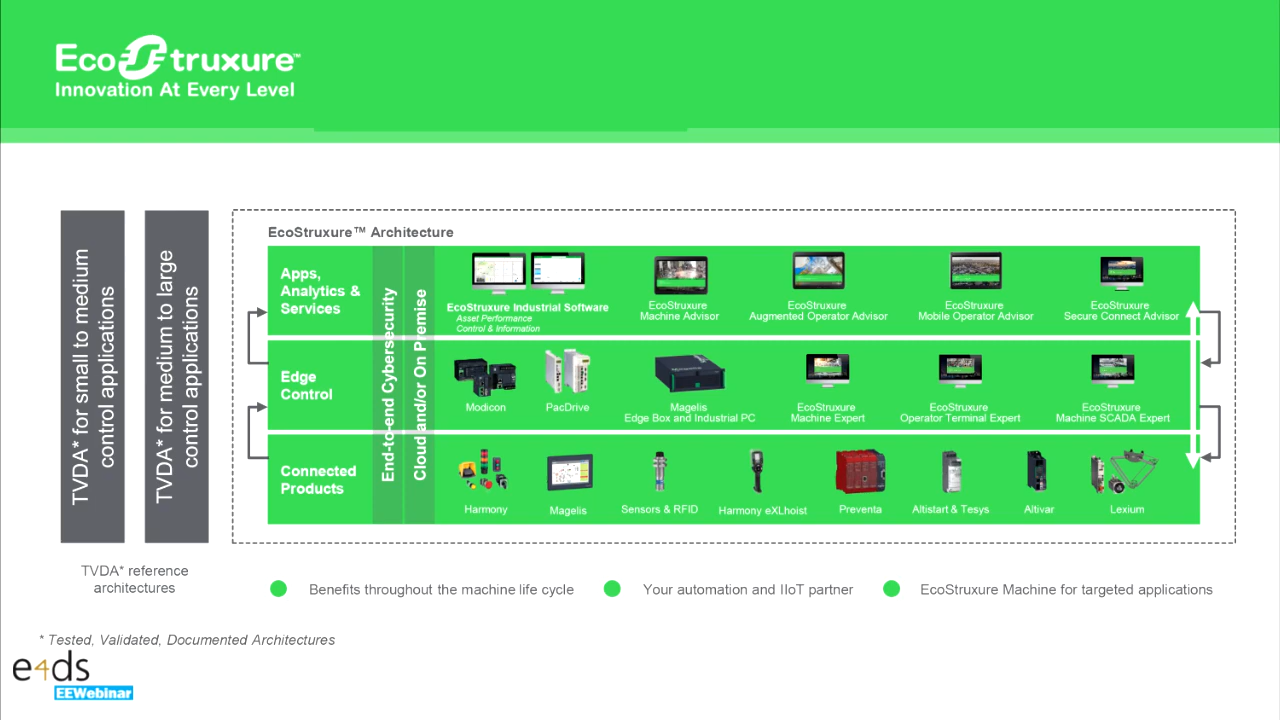 EcoStruxure™
Innovation At Every Level
TVDA* for small to medium
control applications
TVDA* for medium to large
control applications
EcoStruxure™ Architecture
Apps,
Analytics &
Services
End-to-end Cybersecurity
Cloud and/or On Premise
EcoStruxure Industrial Software
Asset Performance
Control & Information
EcoStruxure
Machine Advisor
EcoStruxure
Augmented Operator Advisor
EcoStruxure
Mobile Operator Advisor
EcoStruxure
Secure Connect Advisor
Edge
Control
Modicon
PacDrive
Magelis
Edge Box and Industrial PC
EcoStruxure
Machine Expert
EcoStruxure
Operator Terminal Expert
EcoStruxure
Machine SCADA Expert
Connected
Products
Harmony
Magelis
Sensors & RFID
Harmony eXLhoist
Preventa
Altistart & Tesys
Altivar
Lexium
TVDA* reference
architectures
Benefits throughout the machine life cycle
Your automation and IIoT partner
EcoStruxure Machine for targeted applications
* Tested, Validated, Documented Architectures
e4ds
EEWebinar